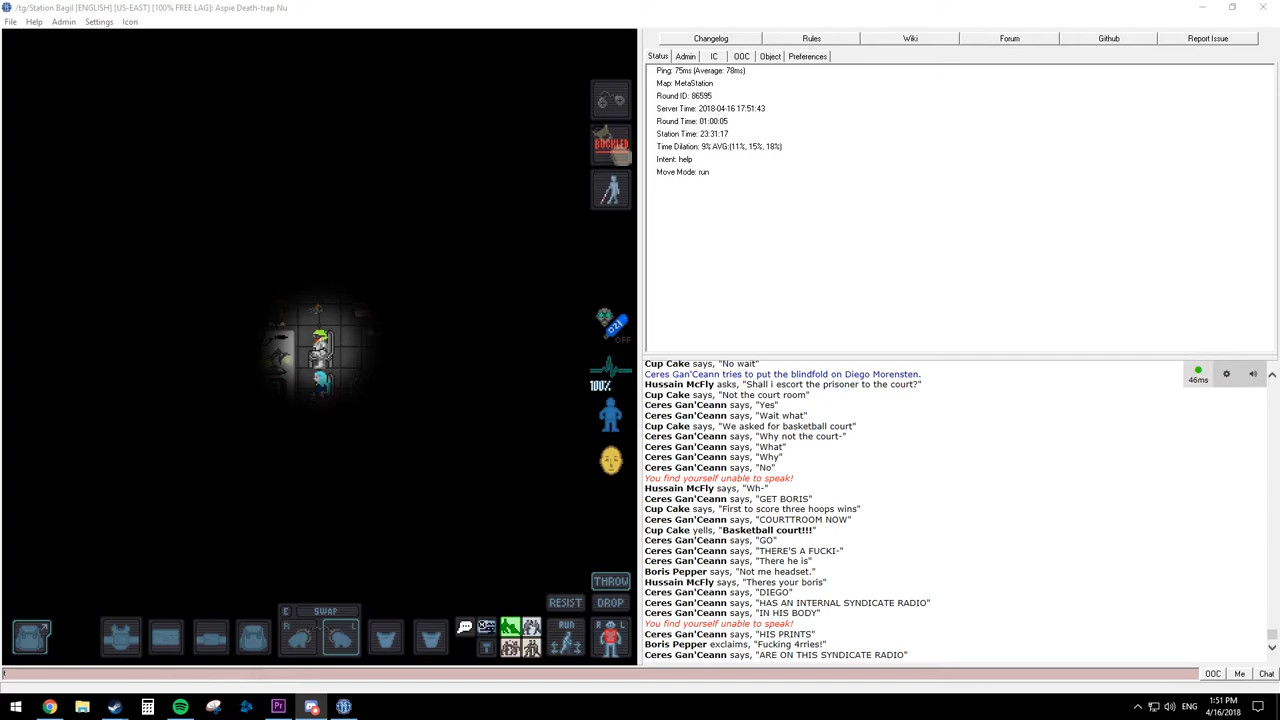 /tg/Station Bagil [ENGLISH] [US-EAST] [100% FREE LAG]: Aspie Death-trap Nu
File Help Admin Settings Icon
Changelog Rules Wiki Forum Github Report Issue
Status Admin IC OOC Object Preferences
Ping: 75ms (Average: 78ms)
Map: MetaStation
Round ID: 86595
Server Time: 2018-04-16 17:51:43
Round Time: 01:00:05
Station Time: 23:31:17
Time Dilation: 9% AVG:(11%, 15%, 18%)
Intent: help
Move Mode: run
BUCKLED
OFF
100%
THROW
RESIST DROP
E SWAP
R L
RUN
R L
T
Cup Cake says, "No wait"
Ceres Gan'Ceann tries to put the blindfold on Diego Morensten.
Hussain McFly asks, "Shall i escort the prisoner to the court?"
Cup Cake says, "Not the court room"
Ceres Gan'Ceann says, "Yes"
Ceres Gan'Ceann says, "Wait what"
Cup Cake says, "We asked for basketball court"
Ceres Gan'Ceann says, "Why not the court-"
Ceres Gan'Ceann says, "What"
Ceres Gan'Ceann says, "Why"
Ceres Gan'Ceann says, "No"
You find yourself unable to speak!
Hussain McFly says, "Wh-"
Ceres Gan'Ceann says, "GET BORIS"
Cup Cake says, "First to score three hoops wins"
Ceres Gan'Ceann says, "COURTTROOM NOW"
Cup Cake yells, "Basketball court!!!"
Ceres Gan'Ceann says, "GO"
Ceres Gan'Ceann says, "THERE'S A FUCKI-"
Ceres Gan'Ceann says, "There he is"
Boris Pepper says, "Not me headset."
Hussain McFly says, "Theres your boris"
Ceres Gan'Ceann says, "DIEGO"
Ceres Gan'Ceann says, "HAS AN INTERNAL SYNDICATE RADIO"
Ceres Gan'Ceann says, "IN HIS BODY"
You find yourself unable to speak!
Ceres Gan'Ceann says, "HIS PRINTS"
Boris Pepper exclaims, "Fucking 4rries!"
Ceres Gan'Ceann says, "ARE ON THIS SYNDICATE RADIO"
46ms
OOC Me Chat
ENG
1:51 PM
4/16/2018